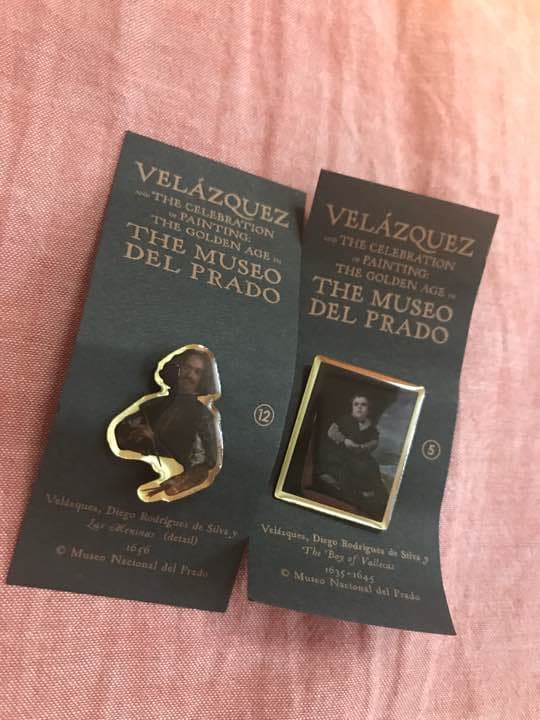 VELÁZQUEZ
AND THE CELEBRATION
OF PAINTING:
THE GOLDEN AGE IN
THE MUSEO
DEL PRADO
12
Velázquez, Diego Rodríguez de Silva y
Las Meninas (detail)
1656
© Museo Nacional del Prado
VELÁZQUEZ
AND THE CELEBRATION
OF PAINTING:
THE GOLDEN AGE IN
THE MUSEO
DEL PRADO
5
Velázquez, Diego Rodríguez de Silva y
The Boy of Vallecas
1635-1645
© Museo Nacional del Prado